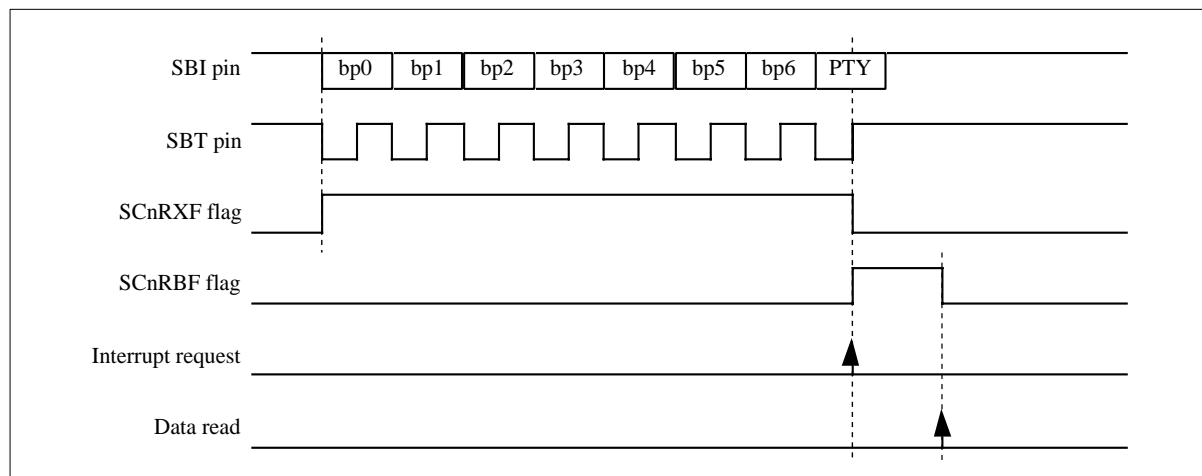 SBI pin bp0 bp1 bp2 bp3 bp4 bp5 bp6 PTY
SBT pin
SCnRXF flag
SCnRBF flag
Interrupt request
Data read